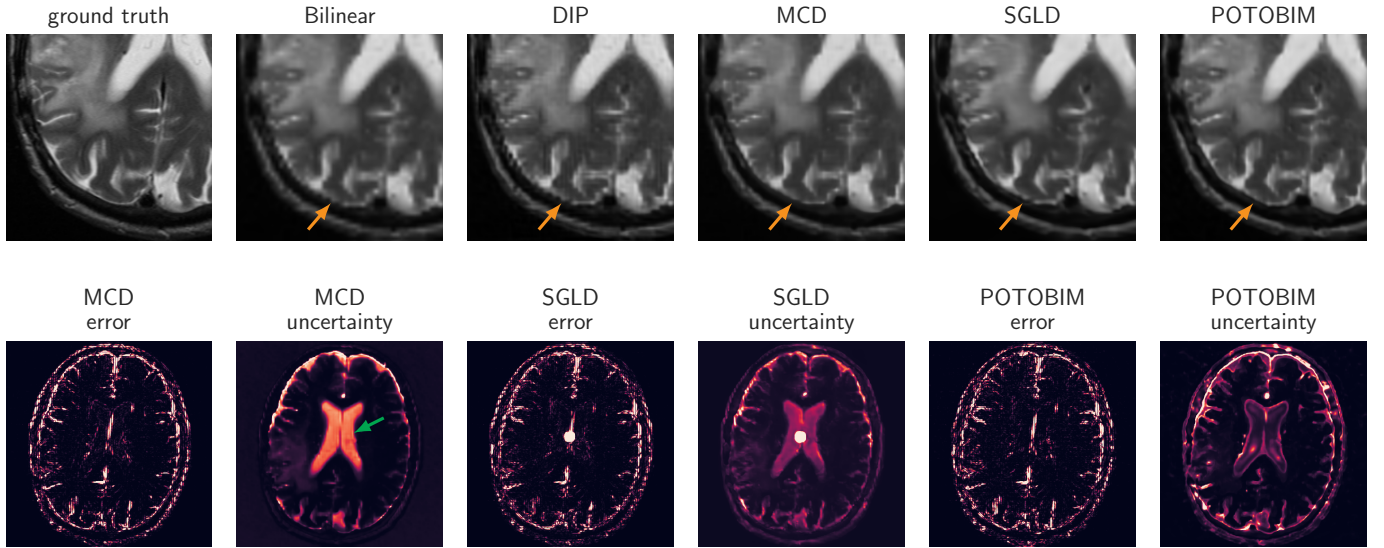 ground truth
Bilinear
DIP
MCD
SGLD
POTOBIM
MCD
error
MCD
uncertainty
SGLD
error
SGLD
uncertainty
POTOBIM
error
POTOBIM
uncertainty